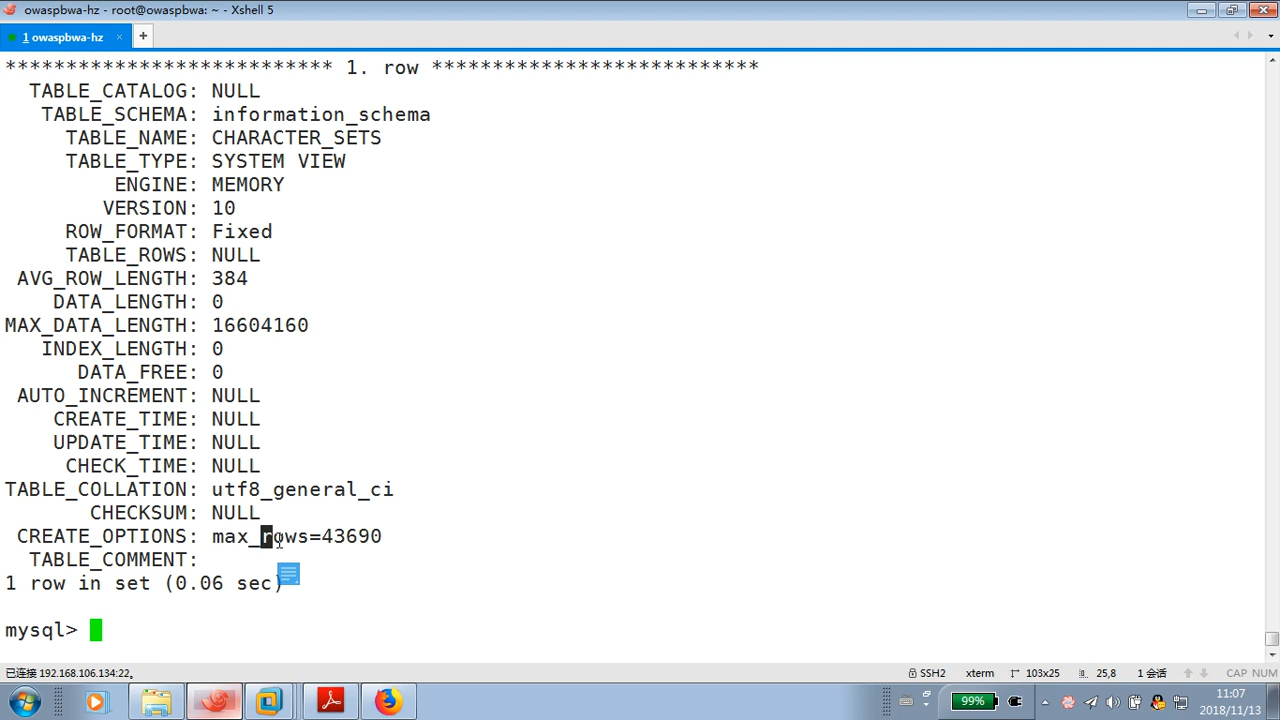 owaspbwa-hz - root@owaspbwa: ~ - Xshell 5
1 owaspbwa-hz × +
*************************** 1. row ***************************
TABLE_CATALOG: NULL
TABLE_SCHEMA: information_schema
TABLE_NAME: CHARACTER_SETS
TABLE_TYPE: SYSTEM VIEW
ENGINE: MEMORY
VERSION: 10
ROW_FORMAT: Fixed
TABLE_ROWS: NULL
AVG_ROW_LENGTH: 384
DATA_LENGTH: 0
MAX_DATA_LENGTH: 16604160
INDEX_LENGTH: 0
DATA_FREE: 0
AUTO_INCREMENT: NULL
CREATE_TIME: NULL
UPDATE_TIME: NULL
CHECK_TIME: NULL
TABLE_COLLATION: utf8_general_ci
CHECKSUM: NULL
CREATE_OPTIONS: max_rows=43690
TABLE_COMMENT:
1 row in set (0.06 sec)
mysql>
已连接 192.168.106.134:22。 SSH2 xterm 103x25 25,8 1 会话 CAP NUM
99% 11:07
2018/11/13